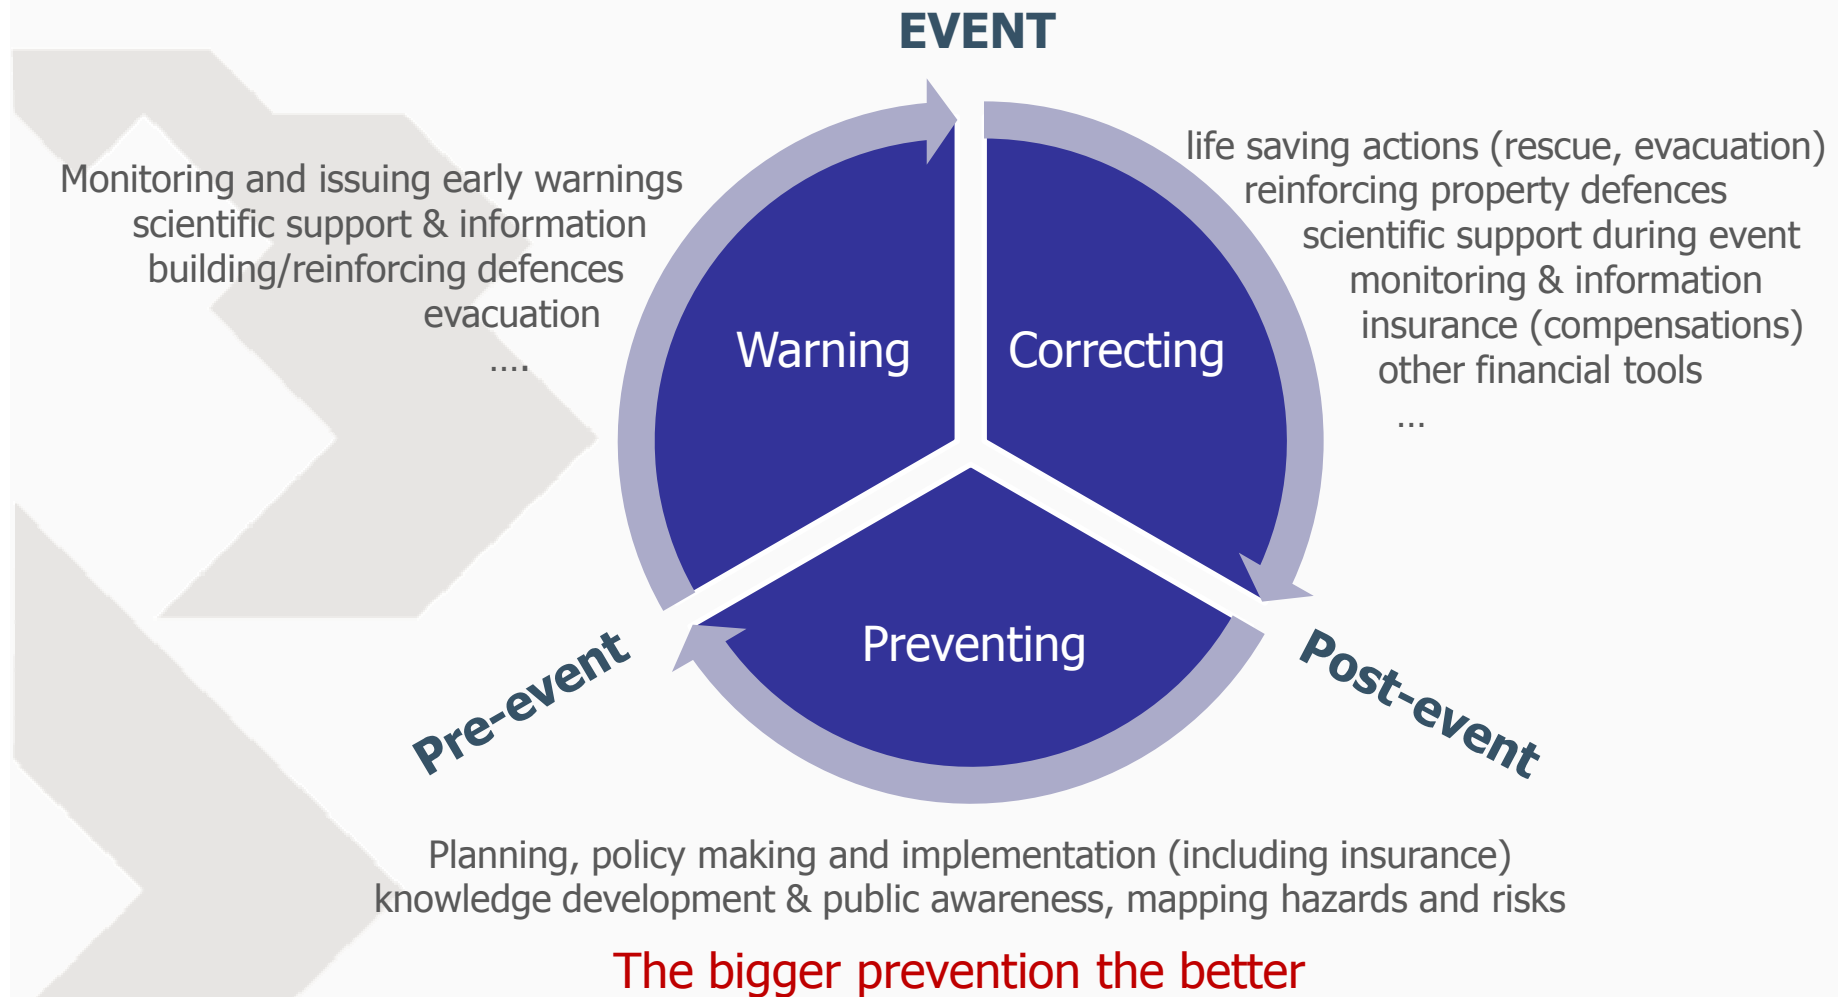 EVENT
Monitoring and issuing early warnings
scientific support & information
building/reinforcing defences
evacuation
....
life saving actions (rescue, evacuation)
reinforcing property defences
scientific support during event
monitoring & information
insurance (compensations)
other financial tools
...
Warning
Correcting
Preventing
Pre-event
Post-event
Planning, policy making and implementation (including insurance)
knowledge development & public awareness, mapping hazards and risks
The bigger prevention the better